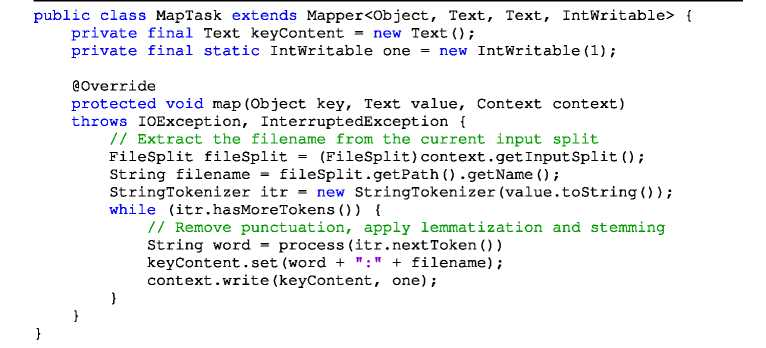 public class MapTask extends Mapper<Object, Text, Text, IntWritable> {
private final Text keyContent = new Text();
private final static IntWritable one = new IntWritable(1);
@Override
protected void map(Object key, Text value, Context context)
throws IOException, InterruptedException {
// Extract the filename from the current input split
FileSplit fileSplit = (FileSplit)context.getInputSplit();
String filename = fileSplit.getPath().getName();
StringTokenizer itr = new StringTokenizer(value.toString());
while (itr.hasMoreTokens()) {
// Remove punctuation, apply lemmatization and stemming
String word = process(itr.nextToken())
keyContent.set(word + ":" + filename);
context.write(keyContent, one);
}
}
}